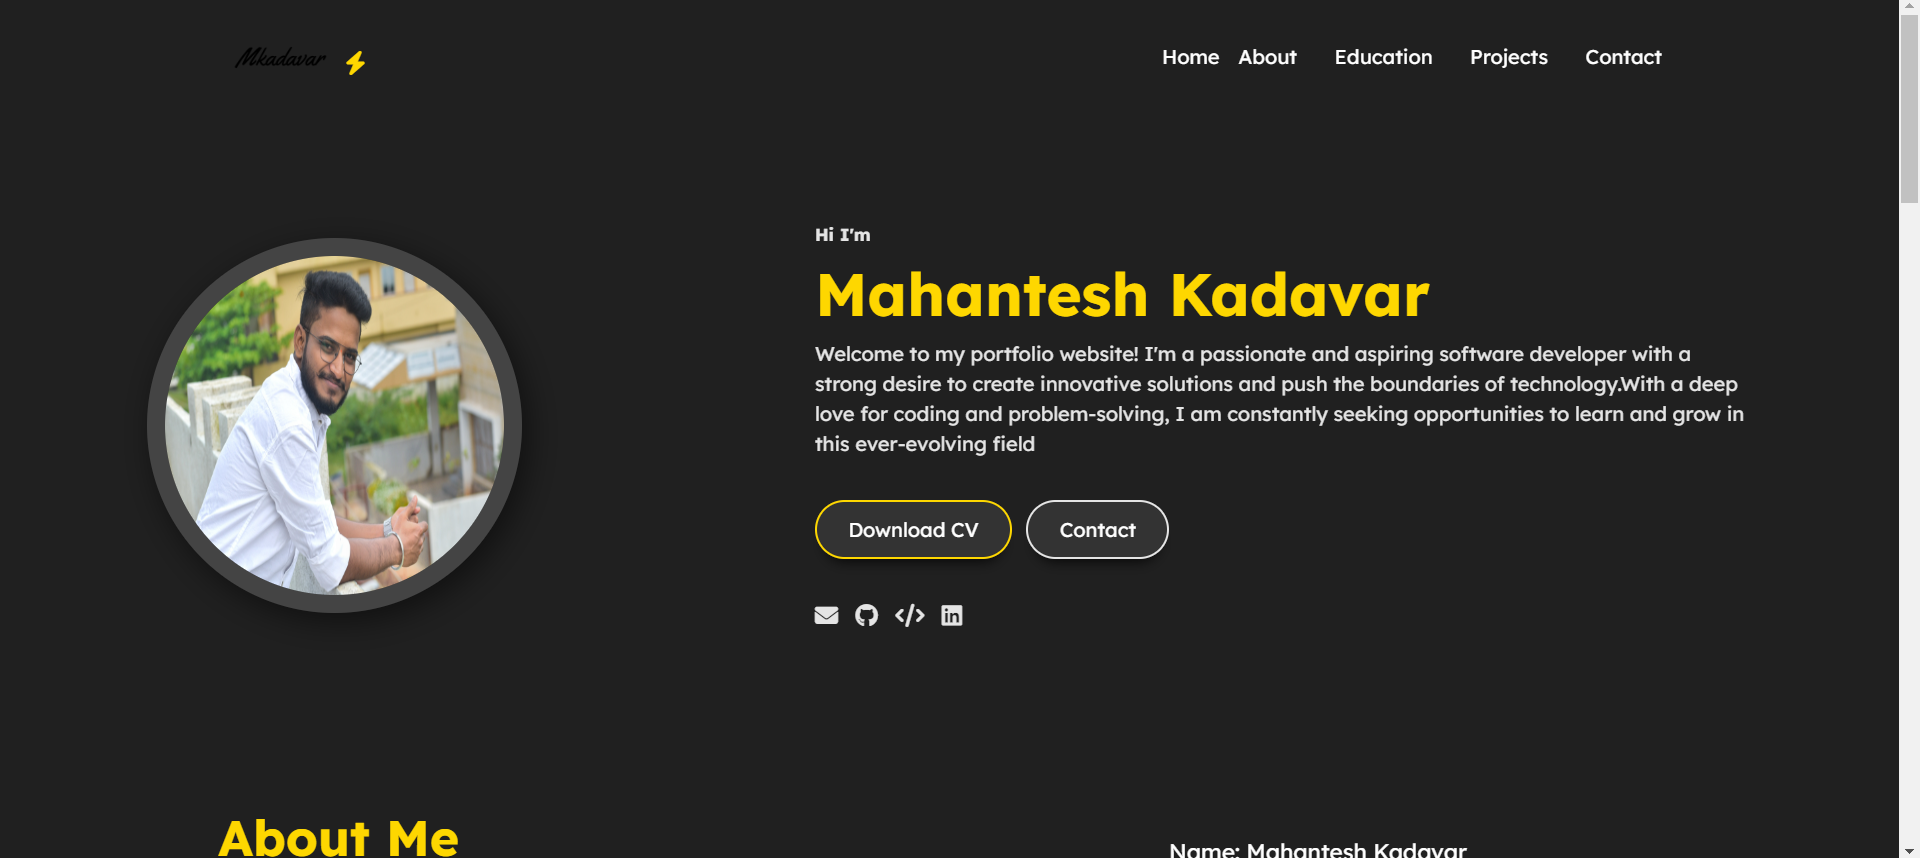 Mkadavar
Home About Education Projects Contact
Hi I'm
Mahantesh Kadavar
Welcome to my portfolio website! I'm a passionate and aspiring software developer with a
strong desire to create innovative solutions and push the boundaries of technology.With a deep
love for coding and problem-solving, I am constantly seeking opportunities to learn and grow in
this ever-evolving field
Download CV
Contact
About Me
Name: Mahantesh Kadavar